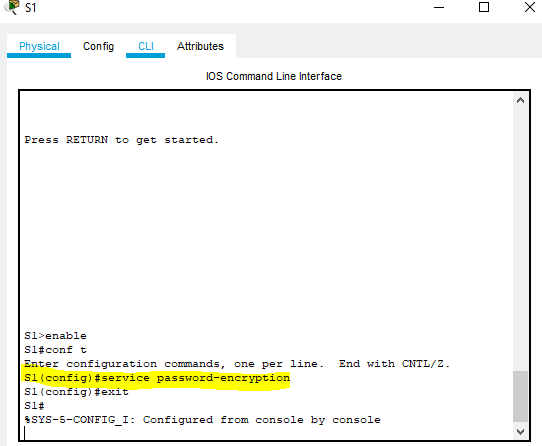 S1
Physical Config CLI Attributes
IOS Command Line Interface
Press RETURN to get started.
S1>enable
S1#conf t
Enter configuration commands, one per line.  End with CNTL/Z.
S1(config)#service password-encryption
S1(config)#exit
S1#
%SYS-5-CONFIG_I: Configured from console by console